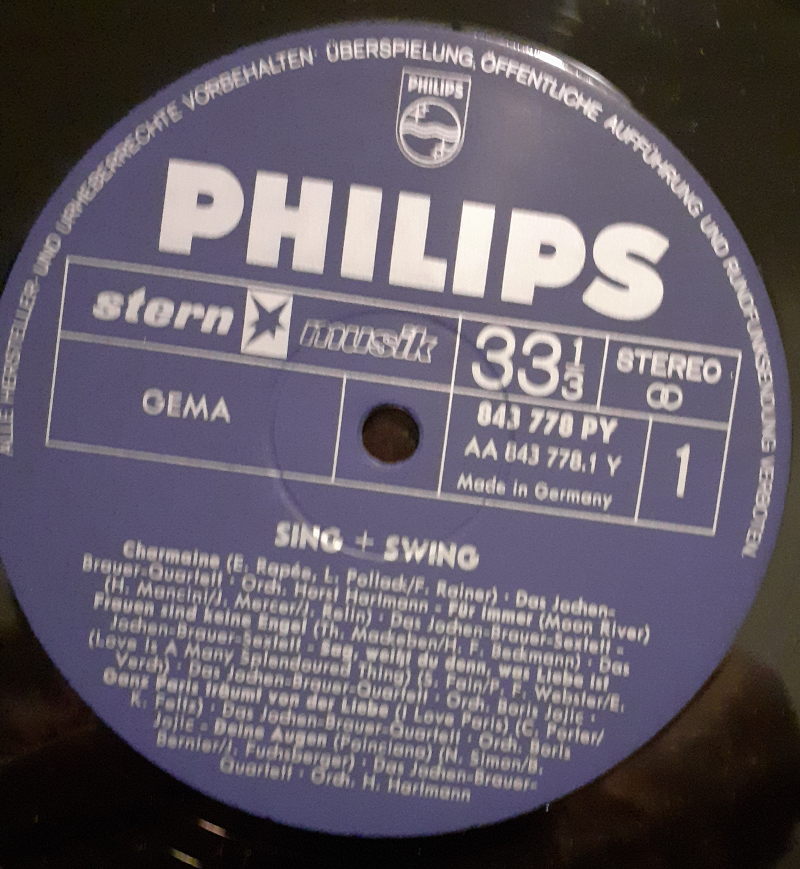 ALLE HERSTELLER- UND URHEBERRECHTE VORBEHALTEN · ÜBERSPIELUNG, ÖFFENTLICHE AUFFÜHRUNG UND RUNDFUNKSENDUNG VERBOTEN.
PHILIPS
PHILIPS
stern musik
33 1/3
STEREO
GEMA
843 778 PY
AA 843 778.1 Y
Made in Germany
1
SING + SWING
Charmaine (E. Rapée, L. Pollack/F. Rainer) · Das Jochen-
Brauer-Quartett · Orch. Horst Hartmann - Für immer (Moon River)
(H. Mancini/J. Mercer/J. Relin) · Das Jochen-Brauer-Sextett -
Frauen sind keine Engel (Th. Mackeben/H. F. Beckmann) · Das
Jochen-Brauer-Sextett - Sag, weißt du denn, was Liebe ist
(Love Is A Many Splendoured Thing) (S. Fain/P. F. Webster/E.
Verch) · Das Jochen-Brauer-Quartett · Orch. Boris Jojic -
Ganz Paris träumt von der Liebe (I Love Paris) (C. Porter/
K. Feltz) · Das Jochen-Brauer-Quartett · Orch. Boris
Jojic - Deine Augen (Poinciana) (N. Simon/B.
Bernier/J. Fuchsberger) · Das Jochen-Brauer-
Quartett · Orch. H. Hartmann